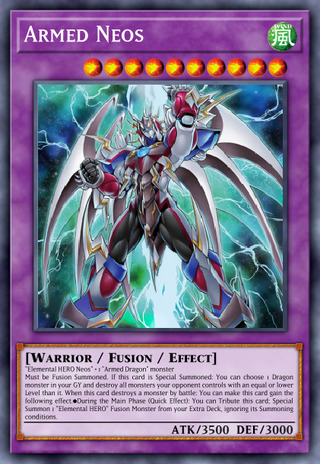 Armed Neos
WIND
風
[Warrior / Fusion / Effect]
"Elemental HERO Neos" + 1 "Armed Dragon" monster
Must be Fusion Summoned. If this card is Special Summoned: You can choose 1 Dragon
monster in your GY and destroy all monsters your opponent controls with an equal or lower
Level than it. When this card destroys a monster by battle: You can make this card gain the
following effect.●During the Main Phase (Quick Effect): You can Tribute this card; Special
Summon 1 "Elemental HERO" Fusion Monster from your Extra Deck, ignoring its Summoning
conditions.
ATK/3500 DEF/3000